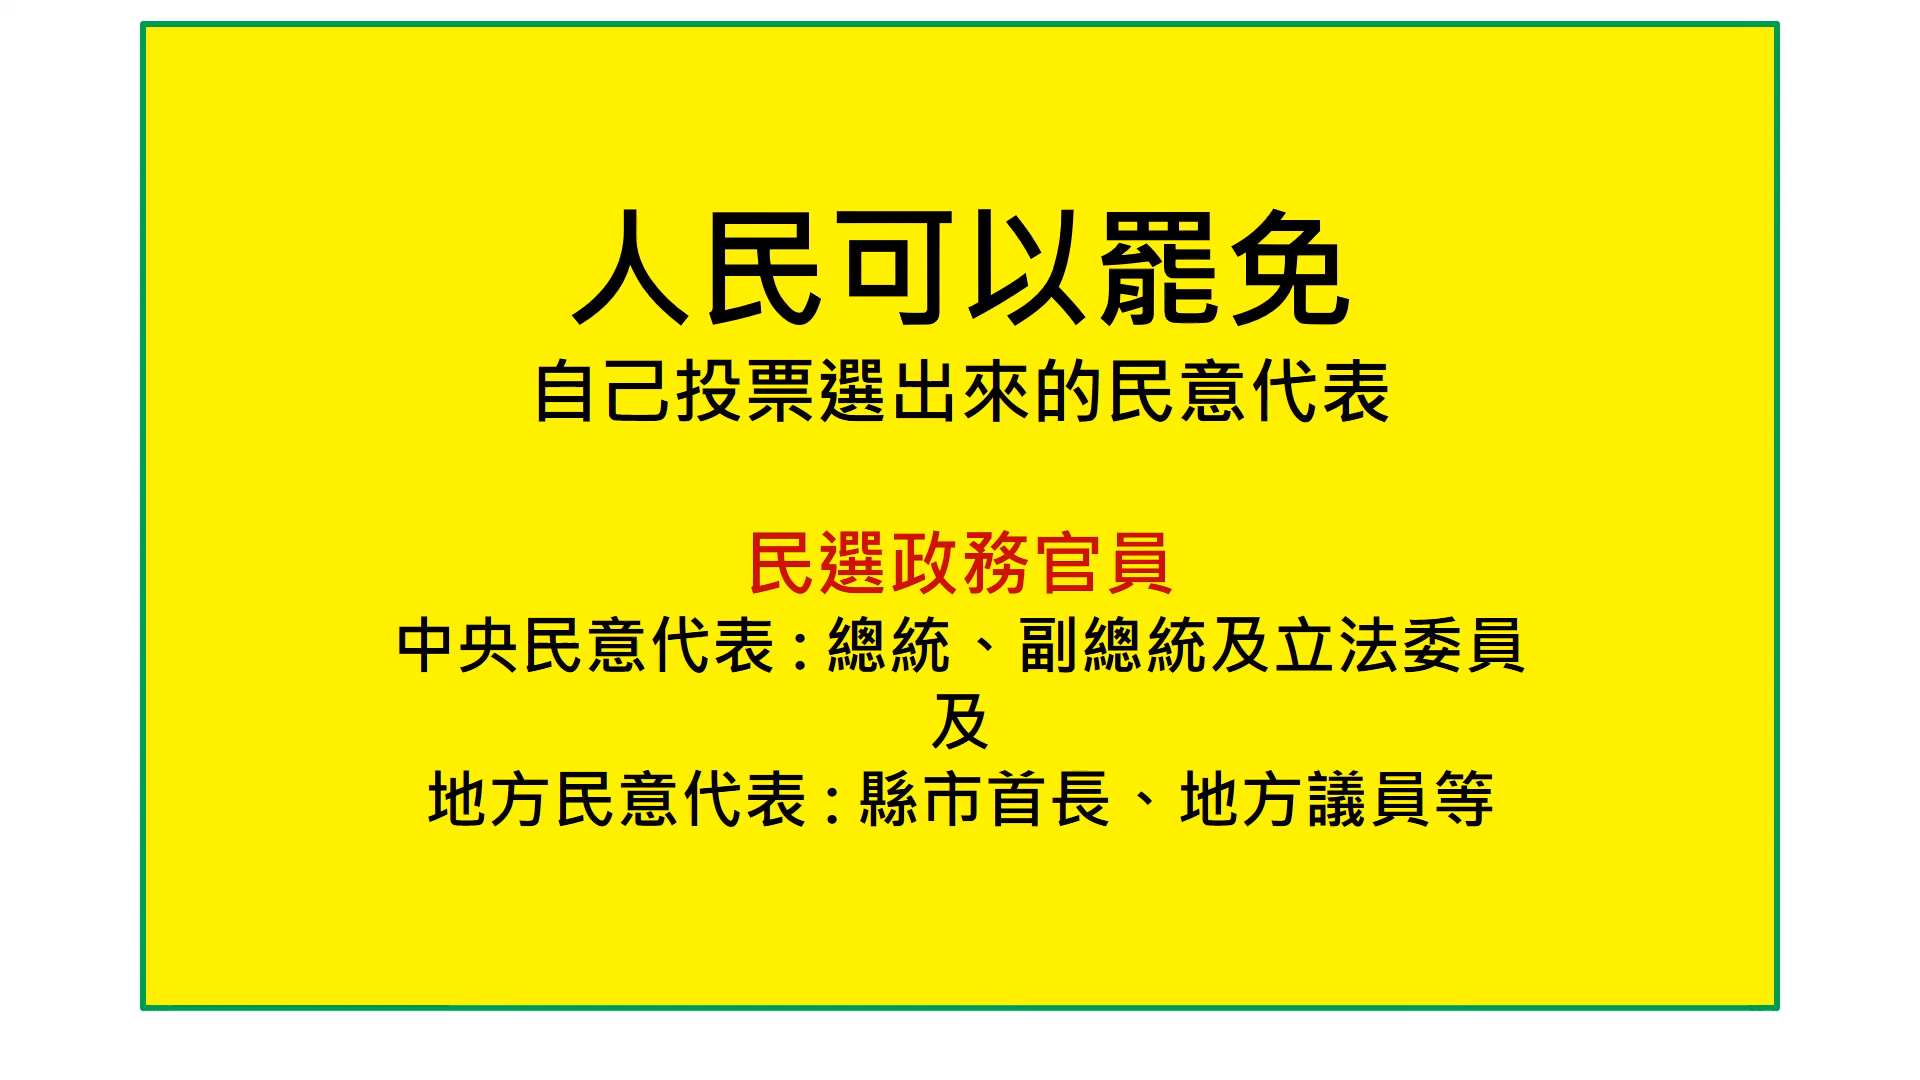 人民可以罷免
自己投票選出來的民意代表
民選政務官員
中央民意代表 : 總統、副總統及立法委員
及
地方民意代表 : 縣市首長、地方議員等